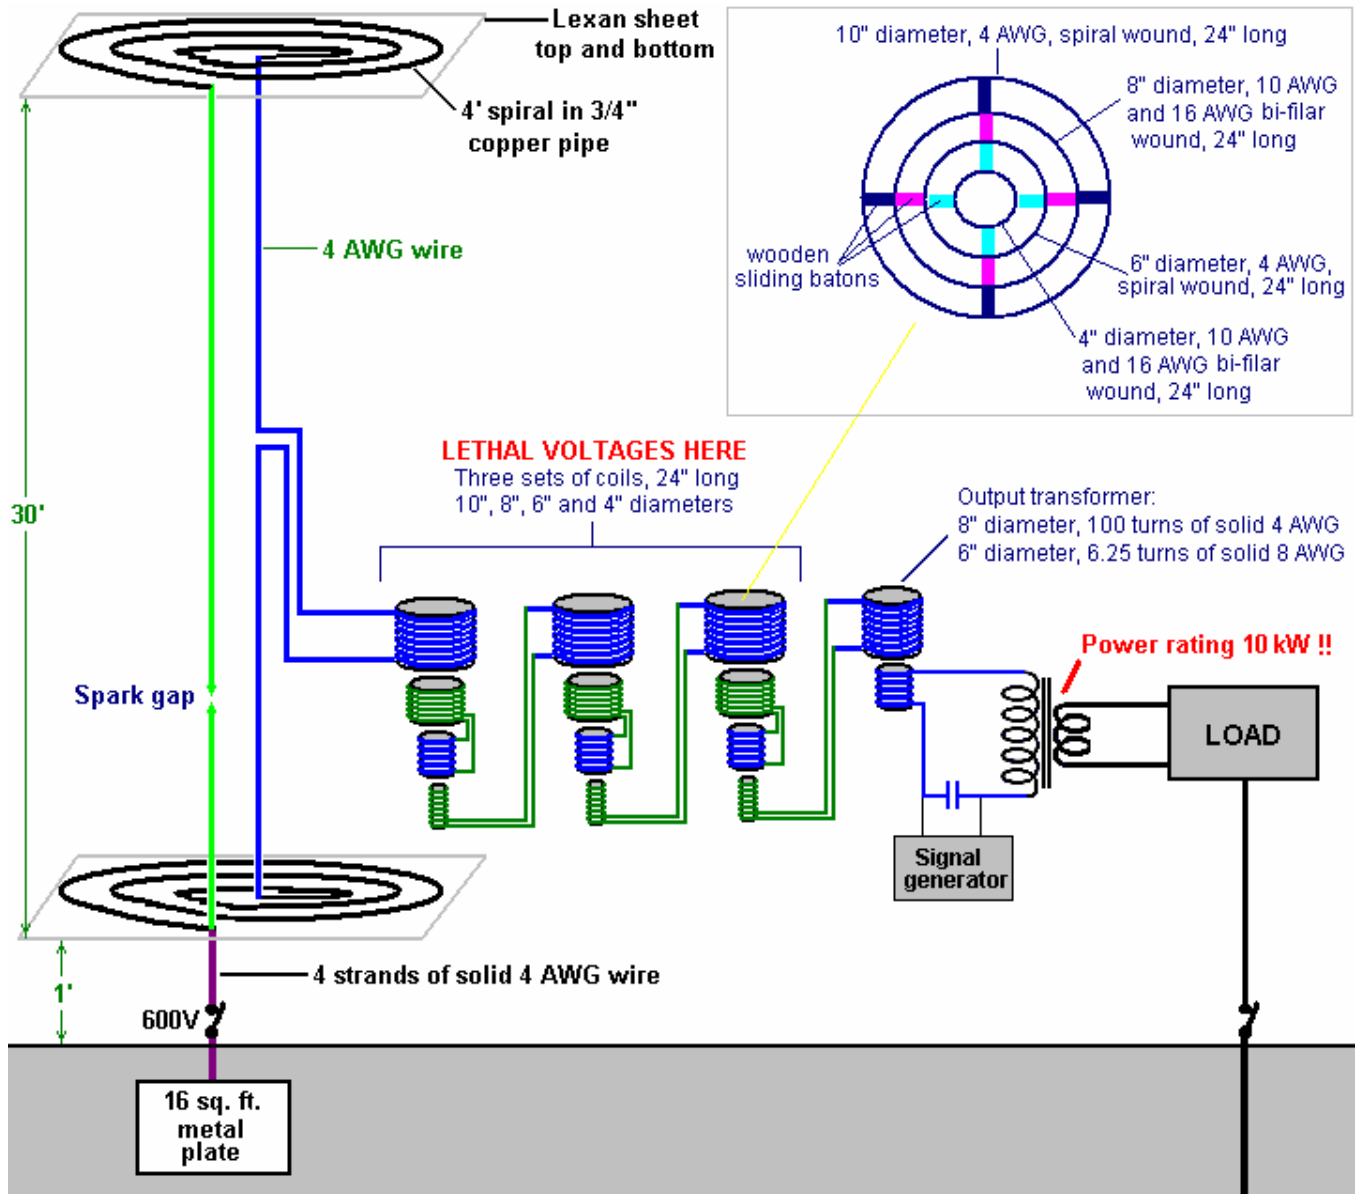 Lexan sheet
top and bottom
4' spiral in 3/4"
copper pipe
4 AWG wire
10" diameter, 4 AWG, spiral wound, 24" long
8" diameter, 10 AWG
and 16 AWG bi-filar
wound, 24" long
wooden
sliding batons
6" diameter, 4 AWG,
spiral wound, 24" long
4" diameter, 10 AWG
and 16 AWG bi-filar
wound, 24" long
LETHAL VOLTAGES HERE
Three sets of coils, 24" long
10", 8", 6" and 4" diameters
Output transformer:
8" diameter, 100 turns of solid 4 AWG
6" diameter, 6.25 turns of solid 8 AWG
30'
Power rating 10 kW !!
Spark gap
LOAD
Signal
generator
4 strands of solid 4 AWG wire
1'
600V
16 sq. ft.
metal
plate